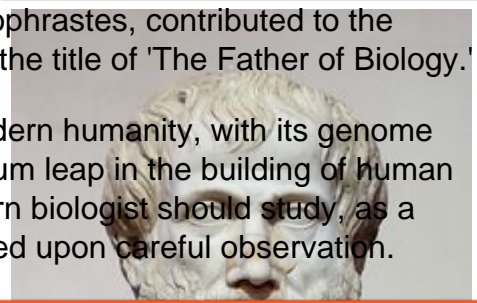 ophrastes, contributed to the
the title of 'The Father of Biology.'
dern humanity, with its genome
um leap in the building of human
rn biologist should study, as a
ed upon careful observation.